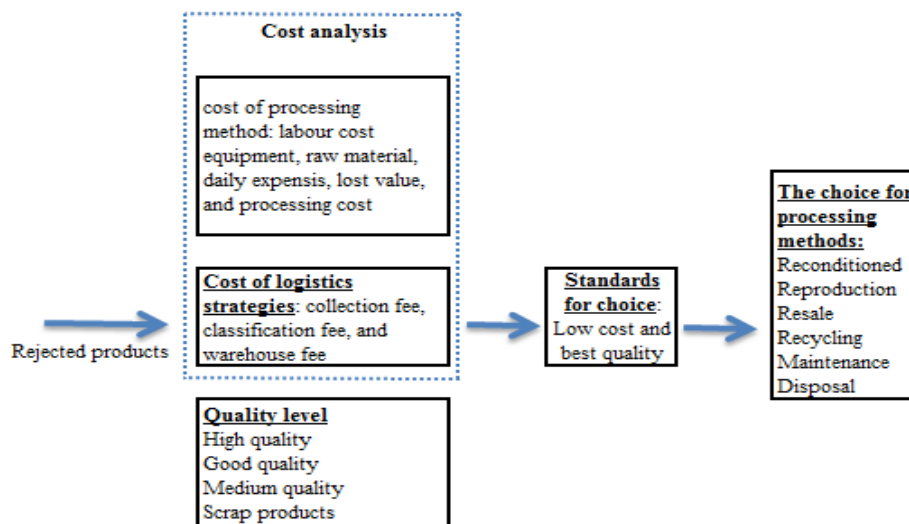 Cost analysis
cost of processing
method: labour cost
equipment, raw material,
daily expensis, lost value,
and processing cost
Cost of logistics
strategies: collection fee,
classification fee, and
warehouse fee
Rejected products
Quality level
High quality
Good quality
Medium quality
Scrap products
Standards
for choice:
Low cost and
best quality
The choice for
processing
methods:
Reconditioned
Reproduction
Resale
Recycling
Maintenance
Disposal